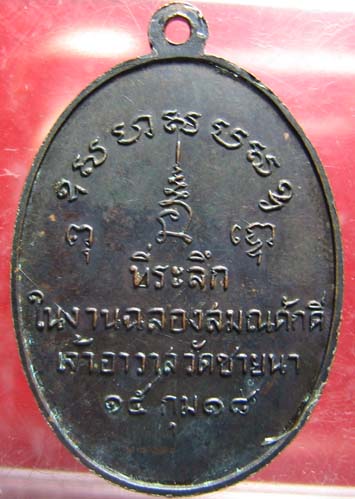 ที่ระลึก
ในงานฉลองสมณศักดิ์
เจ้าอาวาสวัดชายนา
๑๕ กุม๑๘